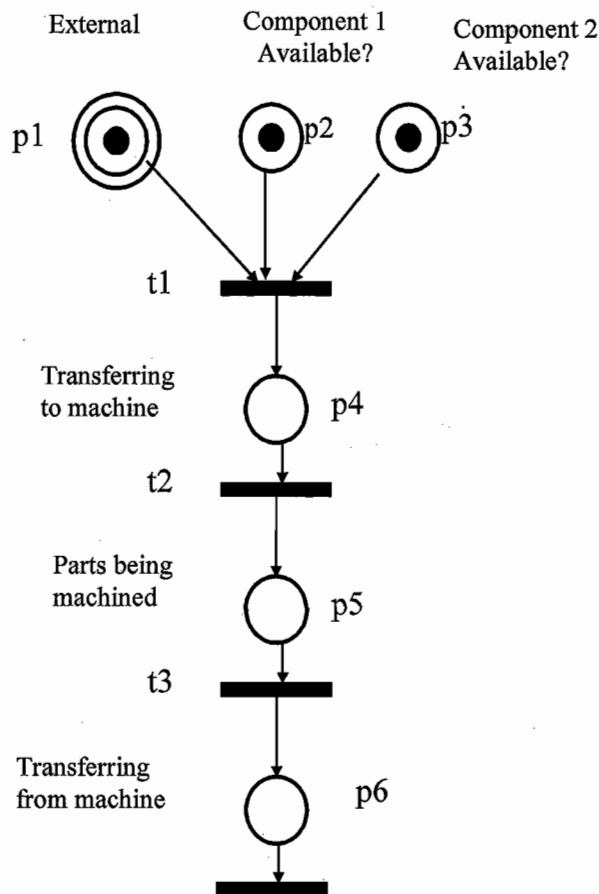 External
Component 1
Available?
Component 2
Available?
p1
p2
p3
t1
Transferring
to machine
p4
t2
Parts being
machined
p5
t3
Transferring
from machine
p6